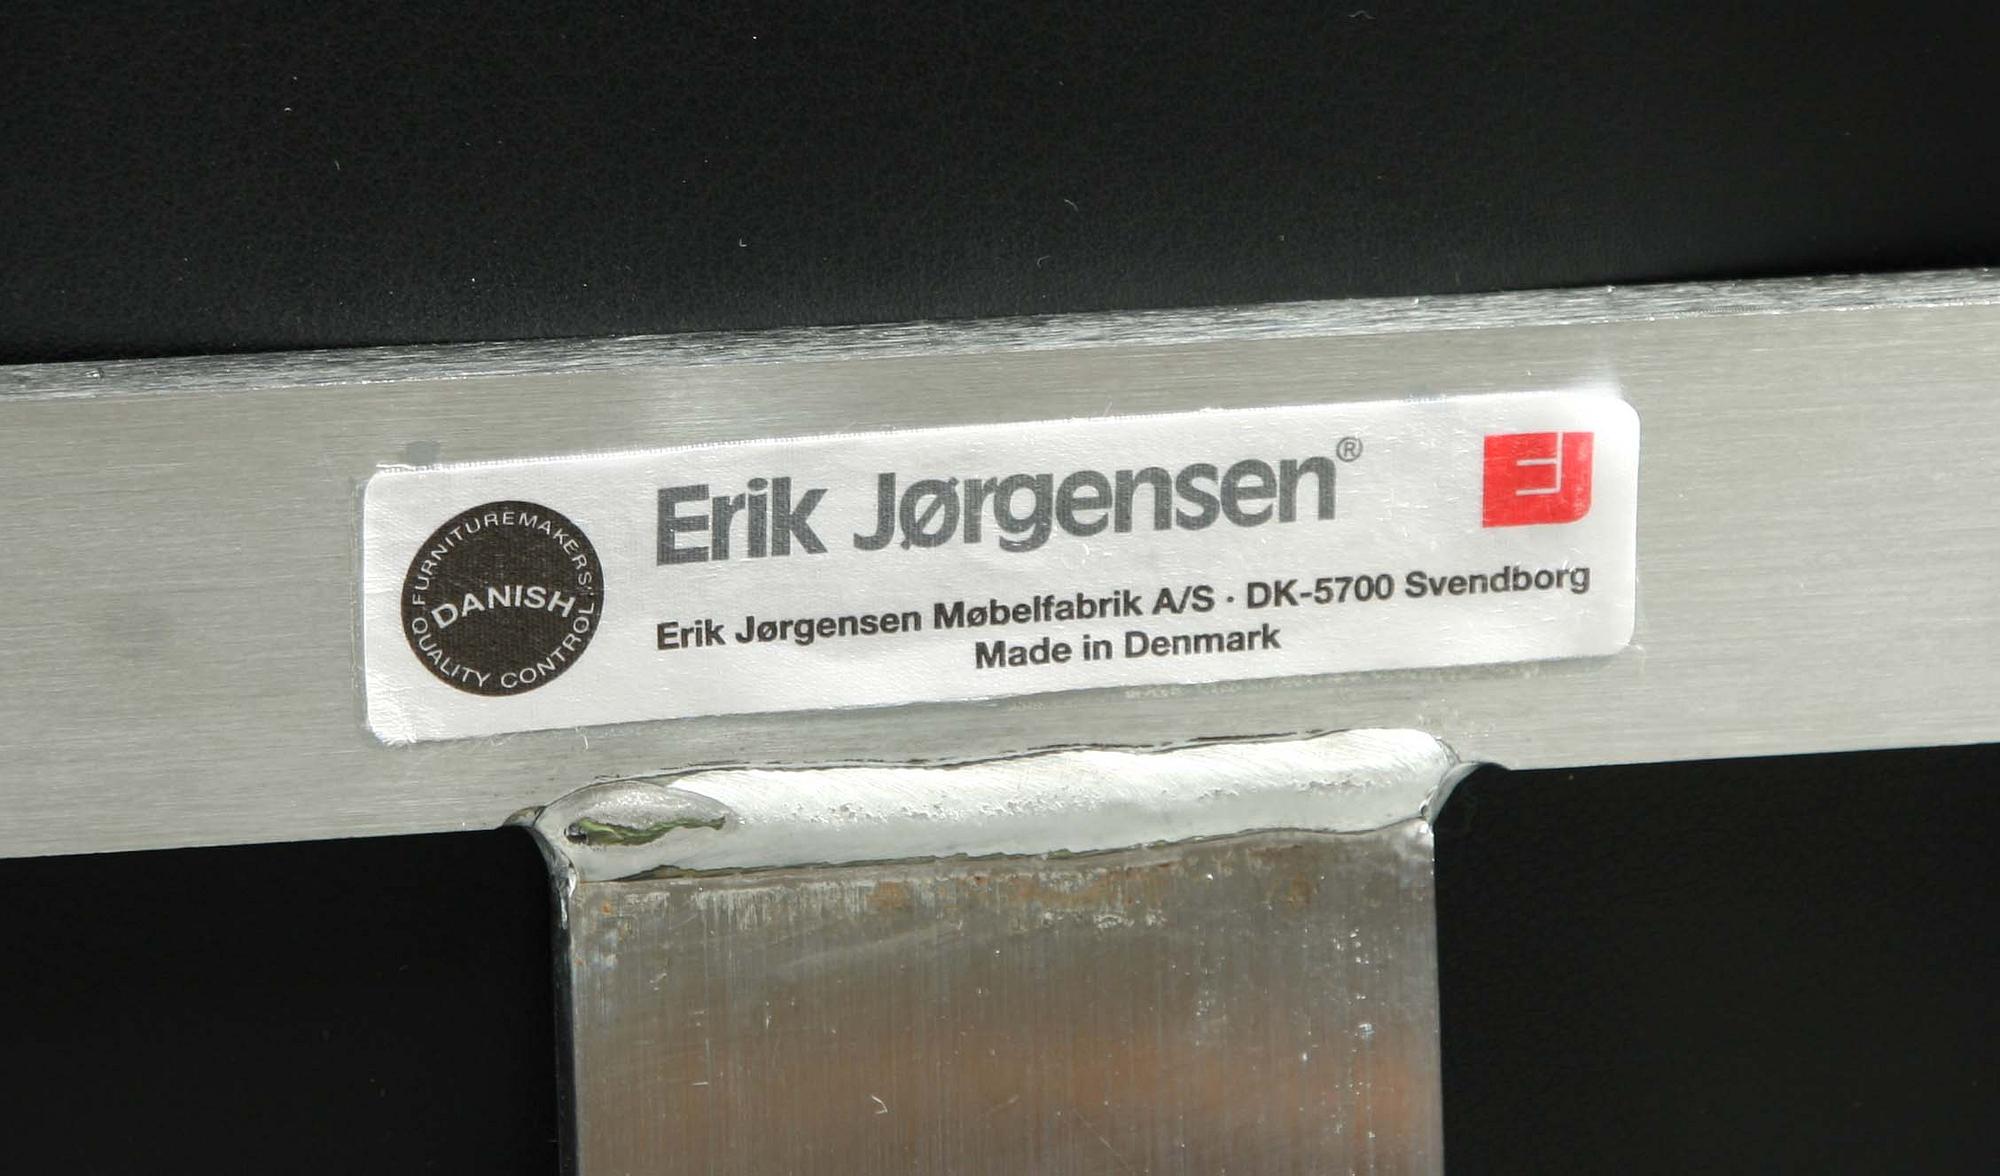 FURNITUREMAKERS'
DANISH
QUALITY CONTROL
Erik Jørgensen®
EJ
Erik Jørgensen Møbelfabrik A/S · DK-5700 Svendborg
Made in Denmark